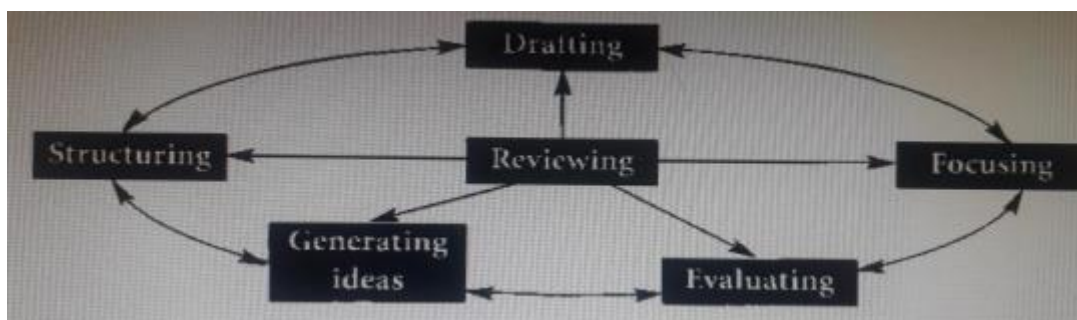 Drafting
Structuring
Reviewing
Focusing
Generating
ideas
Evaluating